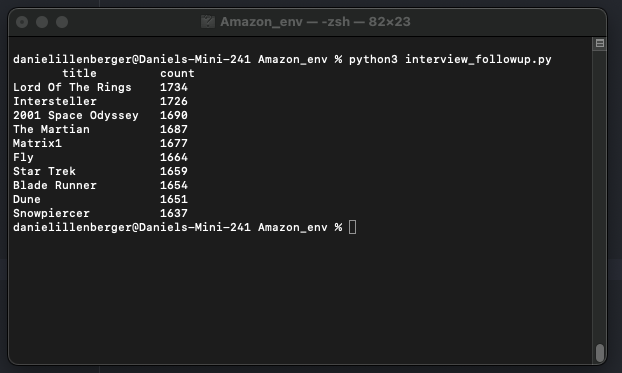 Amazon_env — -zsh — 82×23
danielillenberger@Daniels-Mini-241 Amazon_env % python3 interview_followup.py
title count
Lord Of The Rings 1734
Intersteller 1726
2001 Space Odyssey 1690
The Martian 1687
Matrix1 1677
Fly 1664
Star Trek 1659
Blade Runner 1654
Dune 1651
Snowpiercer 1637
danielillenberger@Daniels-Mini-241 Amazon_env %